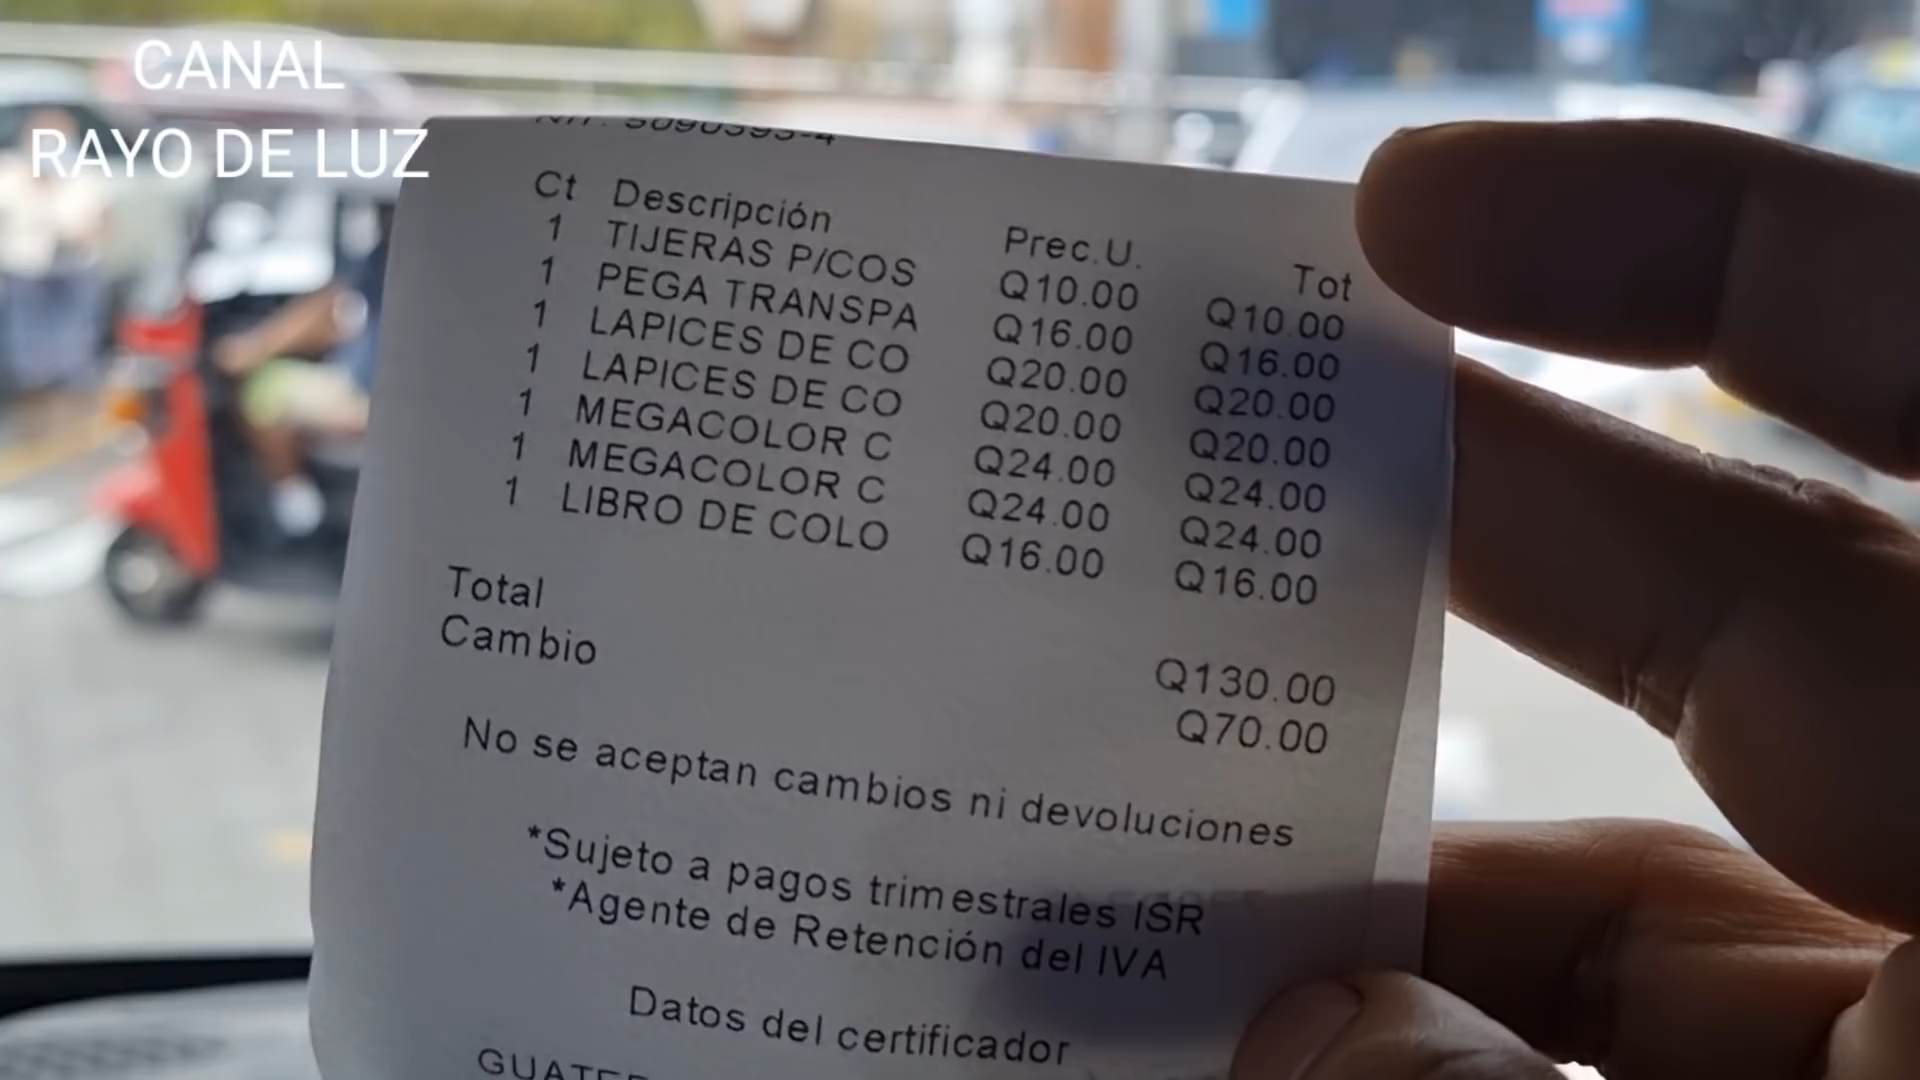 CANAL
RAYO DE LUZ
Ct Descripción Prec.U. Tot
1 TIJERAS P/COS Q10.00 Q10.00
1 PEGA TRANSPA Q16.00 Q16.00
1 LAPICES DE CO Q20.00 Q20.00
1 LAPICES DE CO Q20.00 Q20.00
1 MEGACOLOR C Q24.00 Q24.00
1 MEGACOLOR C Q24.00 Q24.00
1 LIBRO DE COLO Q16.00 Q16.00
Total Q130.00
Cambio Q70.00
No se aceptan cambios ni devoluciones
*Sujeto a pagos trimestrales ISR
*Agente de Retención del IVA
Datos del certificador